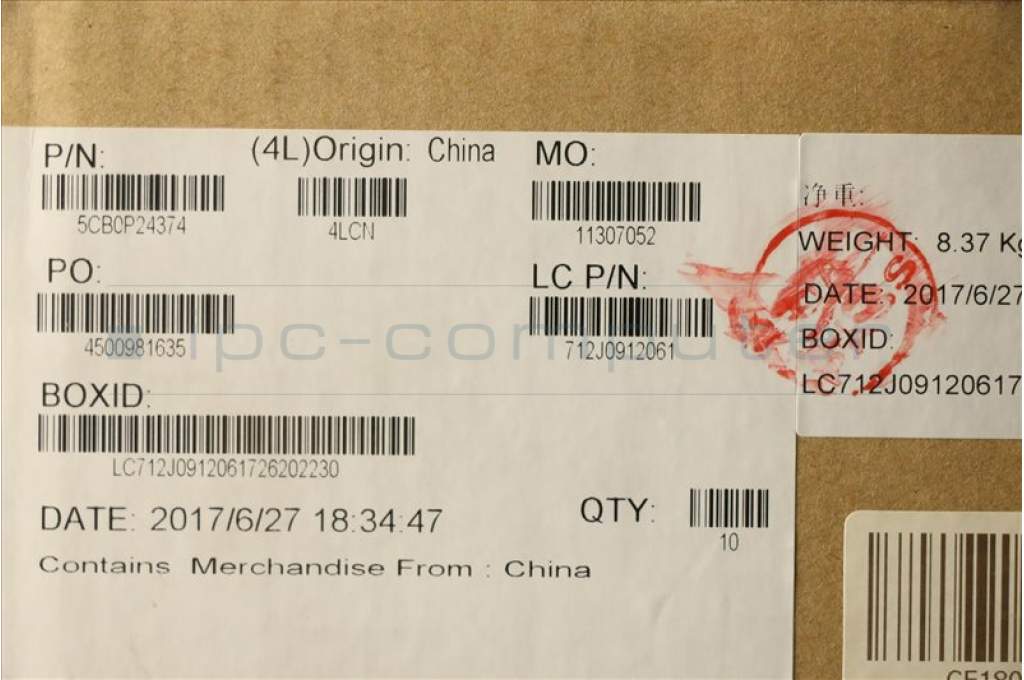 P/N:
(4L)Origin: China
MO:
5CB0P24374
4LCN
11307052
PO:
LC P/N:
4500981635
712J0912061
BOXID:
LC712J0912061726202230
DATE: 2017/6/27 18:34:47
QTY:
10
Contains Merchandise From : China
净重:
WEIGHT: 8.37 Kg
DATE: 2017/6/27
BOXID:
LC712J09120617
ipc-computer